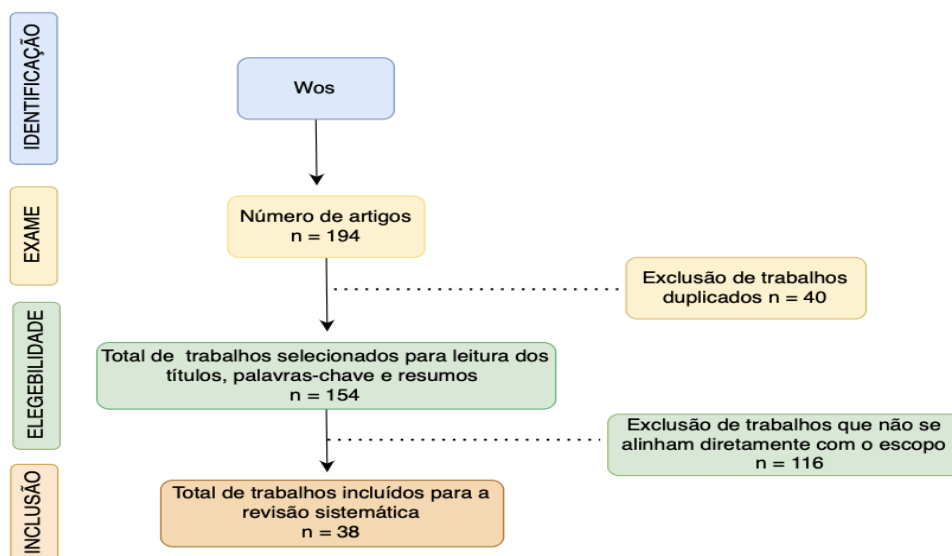 IDENTIFICAÇÃO
Wos
EXAME
Número de artigos
n = 194
Exclusão de trabalhos
duplicados n = 40
ELEGEBILIDADE
Total de trabalhos selecionados para leitura dos
títulos, palavras-chave e resumos
n = 154
Exclusão de trabalhos que não se
alinham diretamente com o escopo
n = 116
INCLUSÃO
Total de trabalhos incluídos para a
revisão sistemática
n = 38